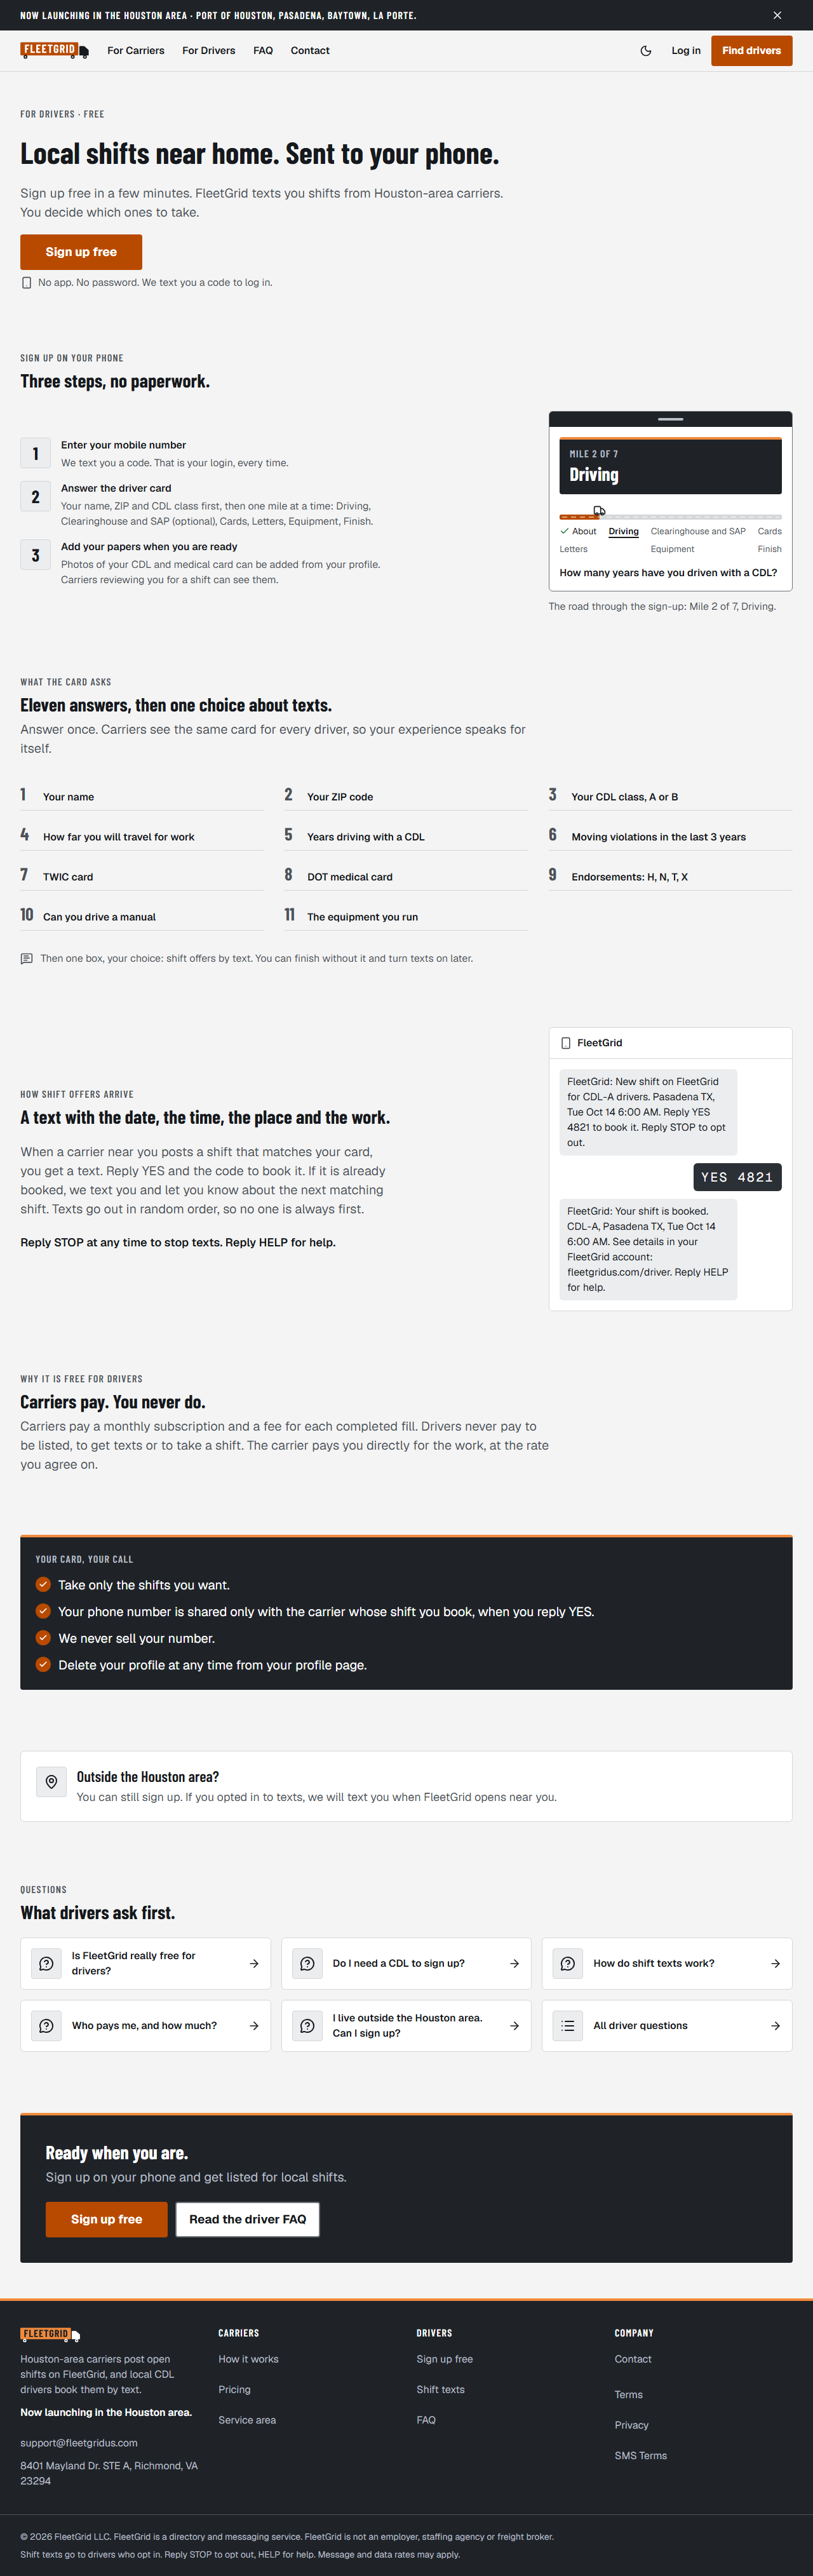 NOW LAUNCHING IN THE HOUSTON AREA · PORT OF HOUSTON, PASADENA, BAYTOWN, LA PORTE.
FLEETGRID
For Carriers
For Drivers
FAQ
Contact
Log in
Find drivers
FOR DRIVERS · FREE
Local shifts near home. Sent to your phone.
Sign up free in a few minutes. FleetGrid texts you shifts from Houston-area carriers.
You decide which ones to take.
Sign up free
No app. No password. We text you a code to log in.
SIGN UP ON YOUR PHONE
Three steps, no paperwork.
1
Enter your mobile number
We text you a code. That is your login, every time.
2
Answer the driver card
Your name, ZIP and CDL class first, then one mile at a time: Driving,
Clearinghouse and SAP (optional), Cards, Letters, Equipment, Finish.
3
Add your papers when you are ready
Photos of your CDL and medical card can be added from your profile.
Carriers reviewing you for a shift can see them.
MILE 2 OF 7
Driving
About
Driving
Clearinghouse and SAP
Cards
Letters
Equipment
Finish
How many years have you driven with a CDL?
The road through the sign-up: Mile 2 of 7, Driving.
WHAT THE CARD ASKS
Eleven answers, then one choice about texts.
Answer once. Carriers see the same card for every driver, so your experience speaks for
itself.
1 Your name
2 Your ZIP code
3 Your CDL class, A or B
4 How far you will travel for work
5 Years driving with a CDL
6 Moving violations in the last 3 years
7 TWIC card
8 DOT medical card
9 Endorsements: H, N, T, X
10 Can you drive a manual
11 The equipment you run
Then one box, your choice: shift offers by text. You can finish without it and turn texts on later.
HOW SHIFT OFFERS ARRIVE
A text with the date, the time, the place and the work.
When a carrier near you posts a shift that matches your card,
you get a text. Reply YES and the code to book it. If it is already
booked, we text you and let you know about the next matching
shift. Texts go out in random order, so no one is always first.
Reply STOP at any time to stop texts. Reply HELP for help.
FleetGrid
FleetGrid: New shift on FleetGrid
for CDL-A drivers. Pasadena TX,
Tue Oct 14 6:00 AM. Reply YES
4821 to book it. Reply STOP to opt
out.
YES 4821
FleetGrid: Your shift is booked.
CDL-A, Pasadena TX, Tue Oct 14
6:00 AM. See details in your
FleetGrid account:
fleetgridus.com/driver. Reply HELP
for help.
WHY IT IS FREE FOR DRIVERS
Carriers pay. You never do.
Carriers pay a monthly subscription and a fee for each completed fill. Drivers never pay to
be listed, to get texts or to take a shift. The carrier pays you directly for the work, at the rate
you agree on.
YOUR CARD, YOUR CALL
Take only the shifts you want.
Your phone number is shared only with the carrier whose shift you book, when you reply YES.
We never sell your number.
Delete your profile at any time from your profile page.
Outside the Houston area?
You can still sign up. If you opted in to texts, we will text you when FleetGrid opens near you.
QUESTIONS
What drivers ask first.
Is FleetGrid really free for
drivers?
Do I need a CDL to sign up?
How do shift texts work?
Who pays me, and how much?
I live outside the Houston area.
Can I sign up?
All driver questions
Ready when you are.
Sign up on your phone and get listed for local shifts.
Sign up free
Read the driver FAQ
FLEETGRID
Houston-area carriers post open
shifts on FleetGrid, and local CDL
drivers book them by text.
Now launching in the Houston area.
support@fleetgridus.com
8401 Mayland Dr. STE A, Richmond, VA
23294
CARRIERS
How it works
Pricing
Service area
DRIVERS
Sign up free
Shift texts
FAQ
COMPANY
Contact
Terms
Privacy
SMS Terms
© 2026 FleetGrid LLC. FleetGrid is a directory and messaging service. FleetGrid is not an employer, staffing agency or freight broker.
Shift texts go to drivers who opt in. Reply STOP to opt out, HELP for help. Message and data rates may apply.